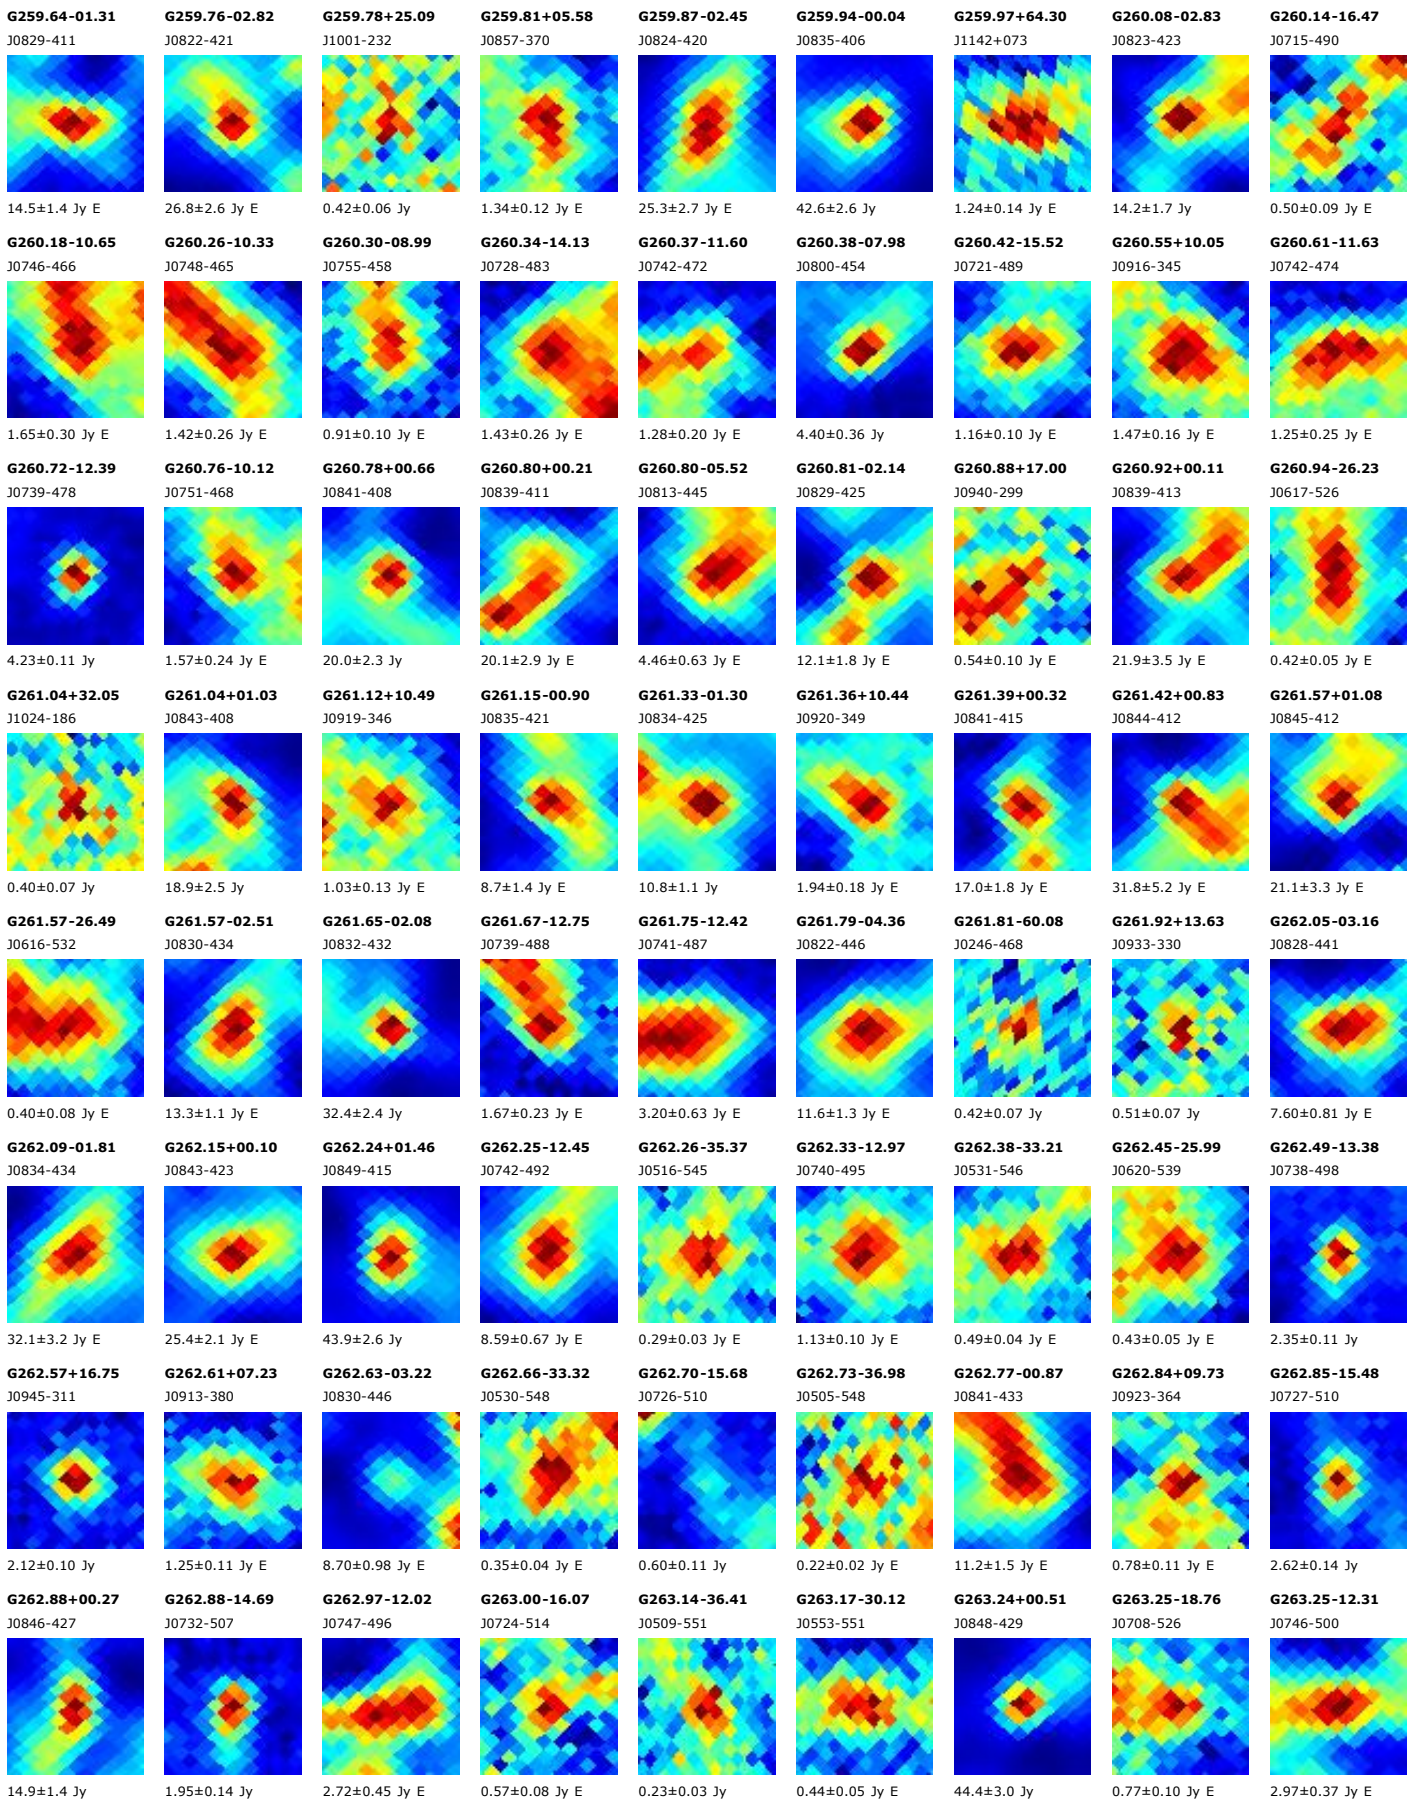 G259.64-01.31 G259.76-02.82 G259.78+25.09 G259.81+05.58 G259.87-02.45 G259.94-00.04 G259.97+64.30 G260.08-02.83 G260.14-16.47
J0829-411 J0822-421 J1001-232 J0857-370 J0824-420 J0835-406 J1142+073 J0823-423 J0715-490
14.5±1.4 Jy E 26.8±2.6 Jy E 0.42±0.06 Jy 1.34±0.12 Jy E 25.3±2.7 Jy E 42.6±2.6 Jy 1.24±0.14 Jy E 14.2±1.7 Jy 0.50±0.09 Jy E
G260.18-10.65 G260.26-10.33 G260.30-08.99 G260.34-14.13 G260.37-11.60 G260.38-07.98 G260.42-15.52 G260.55+10.05 G260.61-11.63
J0746-466 J0748-465 J0755-458 J0728-483 J0742-472 J0800-454 J0721-489 J0916-345 J0742-474
1.65±0.30 Jy E 1.42±0.26 Jy E 0.91±0.10 Jy E 1.43±0.26 Jy E 1.28±0.20 Jy E 4.40±0.36 Jy 1.16±0.10 Jy E 1.47±0.16 Jy E 1.25±0.25 Jy E
G260.72-12.39 G260.76-10.12 G260.78+00.66 G260.80+00.21 G260.80-05.52 G260.81-02.14 G260.88+17.00 G260.92+00.11 G260.94-26.23
J0739-478 J0751-468 J0841-408 J0839-411 J0813-445 J0829-425 J0940-299 J0839-413 J0617-526
4.23±0.11 Jy 1.57±0.24 Jy E 20.0±2.3 Jy 20.1±2.9 Jy E 4.46±0.63 Jy E 12.1±1.8 Jy E 0.54±0.10 Jy E 21.9±3.5 Jy E 0.42±0.05 Jy E
G261.04+32.05 G261.04+01.03 G261.12+10.49 G261.15-00.90 G261.33-01.30 G261.36+10.44 G261.39+00.32 G261.42+00.83 G261.57+01.08
J1024-186 J0843-408 J0919-346 J0835-421 J0834-425 J0920-349 J0841-415 J0844-412 J0845-412
0.40±0.07 Jy 18.9±2.5 Jy 1.03±0.13 Jy E 8.7±1.4 Jy E 10.8±1.1 Jy 1.94±0.18 Jy E 17.0±1.8 Jy E 31.8±5.2 Jy E 21.1±3.3 Jy E
G261.57-26.49 G261.57-02.51 G261.65-02.08 G261.67-12.75 G261.75-12.42 G261.79-04.36 G261.81-60.08 G261.92+13.63 G262.05-03.16
J0616-532 J0830-434 J0832-432 J0739-488 J0741-487 J0822-446 J0246-468 J0933-330 J0828-441
0.40±0.08 Jy E 13.3±1.1 Jy E 32.4±2.4 Jy 1.67±0.23 Jy E 3.20±0.63 Jy E 11.6±1.3 Jy E 0.42±0.07 Jy 0.51±0.07 Jy 7.60±0.81 Jy E
G262.09-01.81 G262.15+00.10 G262.24+01.46 G262.25-12.45 G262.26-35.37 G262.33-12.97 G262.38-33.21 G262.45-25.99 G262.49-13.38
J0834-434 J0843-423 J0849-415 J0742-492 J0516-545 J0740-495 J0531-546 J0620-539 J0738-498
32.1±3.2 Jy E 25.4±2.1 Jy E 43.9±2.6 Jy 8.59±0.67 Jy E 0.29±0.03 Jy E 1.13±0.10 Jy E 0.49±0.04 Jy E 0.43±0.05 Jy E 2.35±0.11 Jy
G262.57+16.75 G262.61+07.23 G262.63-03.22 G262.66-33.32 G262.70-15.68 G262.73-36.98 G262.77-00.87 G262.84+09.73 G262.85-15.48
J0945-311 J0913-380 J0830-446 J0530-548 J0726-510 J0505-548 J0841-433 J0923-364 J0727-510
2.12±0.10 Jy 1.25±0.11 Jy E 8.70±0.98 Jy E 0.35±0.04 Jy E 0.60±0.11 Jy 0.22±0.02 Jy E 11.2±1.5 Jy E 0.78±0.11 Jy E 2.62±0.14 Jy
G262.88+00.27 G262.88-14.69 G262.97-12.02 G263.00-16.07 G263.14-36.41 G263.17-30.12 G263.24+00.51 G263.25-18.76 G263.25-12.31
J0846-427 J0732-507 J0747-496 J0724-514 J0509-551 J0553-551 J0848-429 J0708-526 J0746-500
14.9±1.4 Jy 1.95±0.14 Jy 2.72±0.45 Jy E 0.57±0.08 Jy E 0.23±0.03 Jy 0.44±0.05 Jy E 44.4±3.0 Jy 0.77±0.10 Jy E 2.97±0.37 Jy E